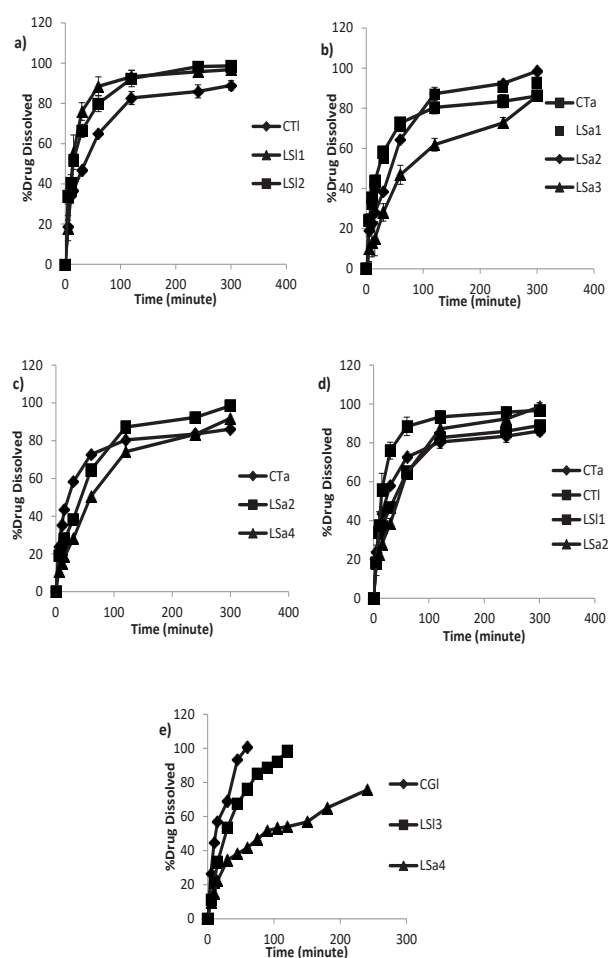 a)
120
100
80
60
40
20
0
%Drug Dissolved
0 100 200 300 400
Time (minute)
CTl
LSl1
LSl2
b)
120
100
80
60
40
20
0
%Drug Dissolved
0 100 200 300 400
Time (minute)
CTa
LSa1
LSa2
LSa3
c)
120
100
80
60
40
20
0
%Drug Dissolved
0 100 200 300 400
Time (minute)
CTa
LSa2
LSa4
d)
120
100
80
60
40
20
0
%Drug Dissolved
0 100 200 300 400
Time (minute)
CTa
CTl
LSl1
LSa2
e)
120
100
80
60
40
20
0
%Drug Dissolved
0 100 200 300
Time (minute)
CGl
LSl3
LSa4